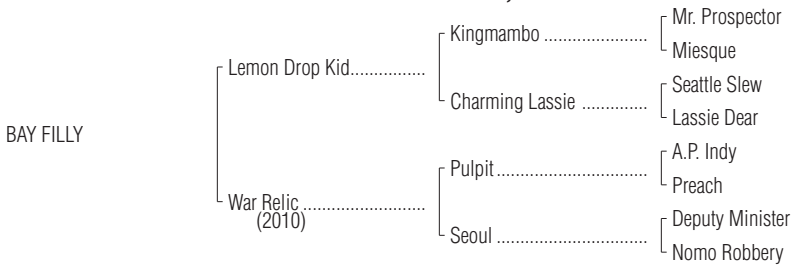 Mr. Prospector
Kingmambo ........................
Miesque
Lemon Drop Kid................
Seattle Slew
Charming Lassie ...............
Lassie Dear
BAY FILLY
A.P. Indy
Pulpit...................................
Preach
War Relic ..........................
(2010)
Deputy Minister
Seoul ..................................
Nomo Robbery